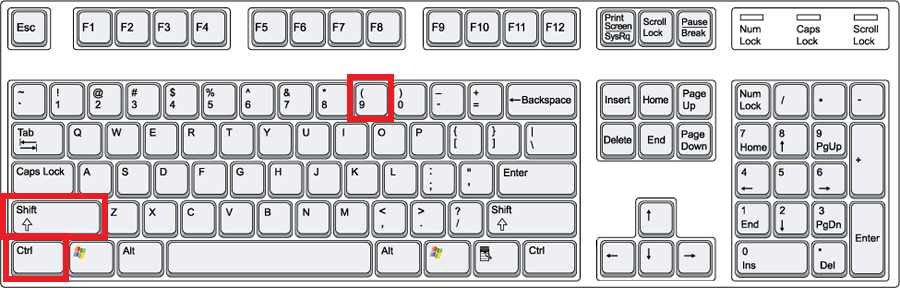 Esc F1 F2 F3 F4 F5 F6 F7 F8 F9 F10 F11 F12 Print Screen SysRq Scroll Lock Pause Break Num Lock Caps Lock Scroll Lock
~ ` ! 1 @ 2 # 3 $ 4 % 5 ^ 6 & 7 * 8 ( 9 ) 0 – - + = ←Backspace Insert Home Page Up Num Lock / * -
Tab Q W E R T Y U I O P { [ } ] | \ Delete End Page Down 7 Home 8 ↑ 9 PgUp +
Caps Lock A S D F G H J K L : ; " , Enter 4 ← 5 6 →
Shift ⇧ Z X C V B N M < , > . ? / Shift ⇧ ↑ 1 End 2 ↓ 3 PgDn Enter
Ctrl Alt Alt Ctrl ← ↓ → 0 Ins . Del